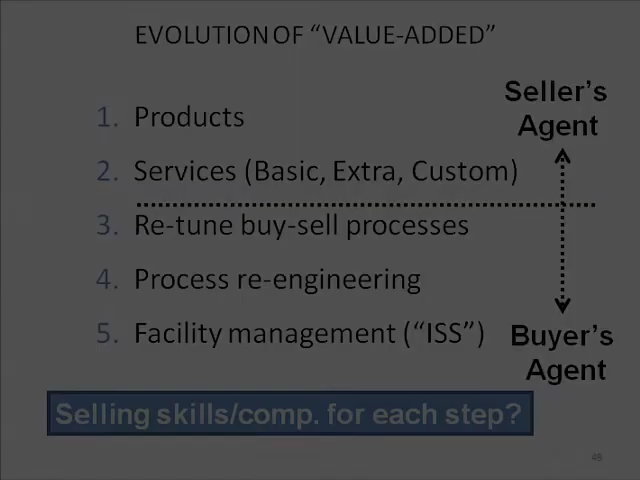 EVOLUTION OF “VALUE-ADDED”
Seller's
Agent
1. Products
2. Services (Basic, Extra, Custom)
3. Re-tune buy-sell processes
4. Process re-engineering
5. Facility management (“ISS”)
Buyer's
Agent
Selling skills/comp. for each step?